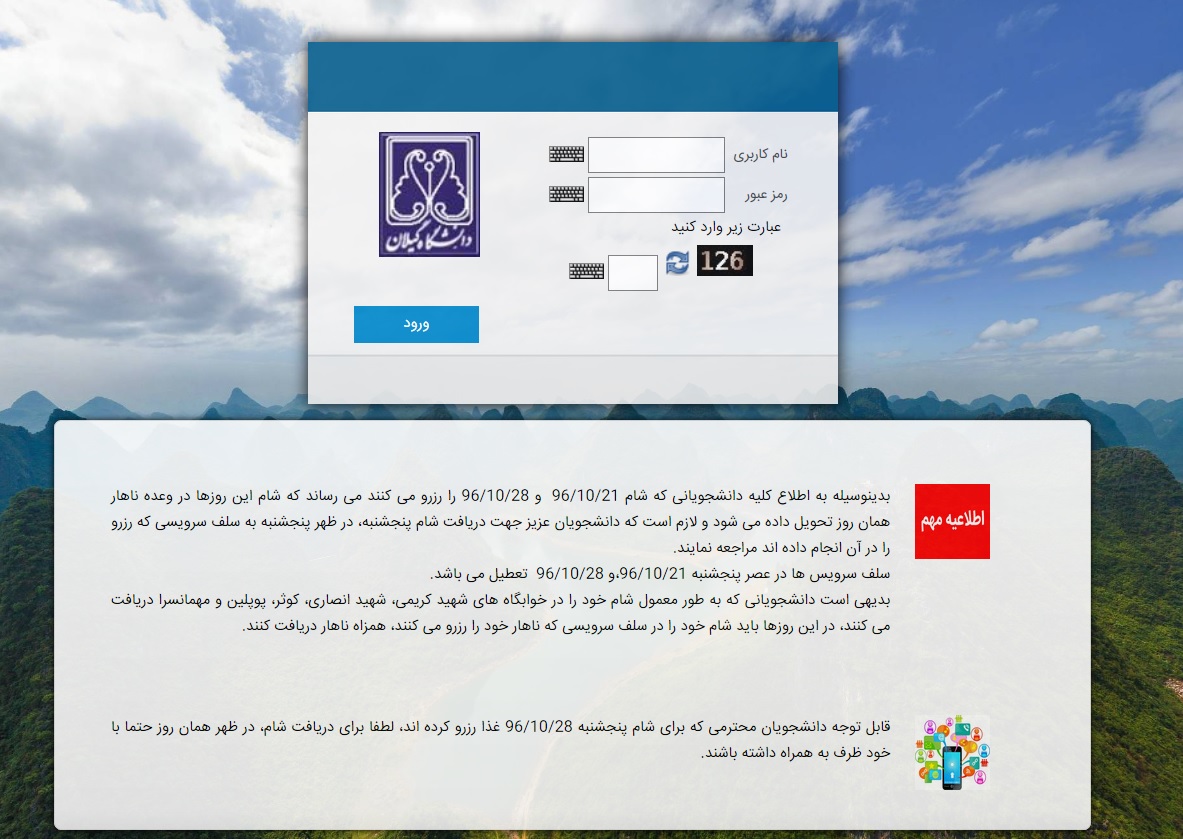 نام کاربری
رمز عبور
عبارت زیر وارد کنید
126
دانشگاه گیلان
ورود
اطلاعیه مهم
بدینوسیله به اطلاع کلیه دانشجویانی که شام 96/10/21 و 96/10/28 را رزرو می کنند می رساند که شام این روزها در وعده ناهار
همان روز تحویل داده می شود و لازم است که دانشجویان عزیز جهت دریافت شام پنجشنبه، در ظهر پنجشنبه به سلف سرویسی که رزرو
را در آن انجام داده اند مراجعه نمایند.
سلف سرویس ها در عصر پنجشنبه 96/10/21،و 96/10/28 تعطیل می باشد.
بدیهی است دانشجویانی که به طور معمول شام خود را در خوابگاه های شهید کریمی، شهید انصاری، کوثر، پوپلین و مهمانسرا دریافت
می کنند، در این روزها باید شام خود را در سلف سرویسی که ناهار خود را رزرو می کنند، همزاه ناهار دریافت کنند.
قابل توجه دانشجویان محترمی که برای شام پنجشنبه 96/10/28 غذا رزرو کرده اند، لطفا برای دریافت شام، در ظهر همان روز حتما با
خود ظرف به همراه داشته باشند.